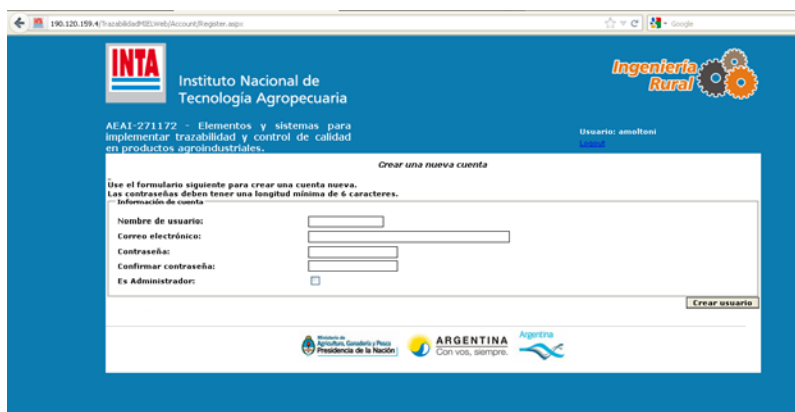 190.120.159.4/TrazabilidadMIELWeb/Account/Register.aspx
Google
INTA
Instituto Nacional de
Tecnología Agropecuaria
Ingeniería
Rural
AEAI-271172 - Elementos y sistemas para
implementar trazabilidad y control de calidad
en productos agroindustriales.
Usuario: amoltoni
Logout
Crear una nueva cuenta
Use el formulario siguiente para crear una cuenta nueva.
Las contraseñas deben tener una longitud mínima de 6 caracteres.
Información de cuenta
Nombre de usuario:
Correo electrónico:
Contraseña:
Confirmar contraseña:
Es Administrador:
Crear usuario
Ministerio de
Agricultura, Ganadería y Pesca
Presidencia de la Nación
ARGENTINA
Con vos, siempre.
Argentina